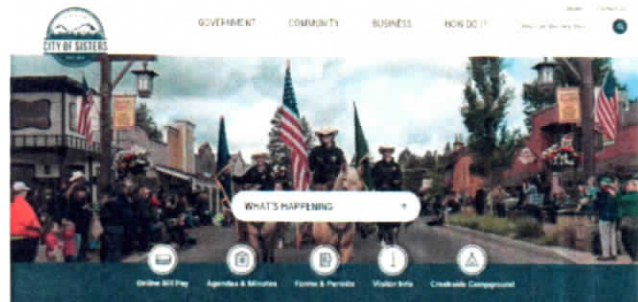 CITY OF SISTERS
GOVERNMENT COMMUNITY BUSINESS HOW DO I?
WHAT'S HAPPENING
Online Bill Pay Agendas & Minutes Forms & Permits Visitor Info Creekside Campground